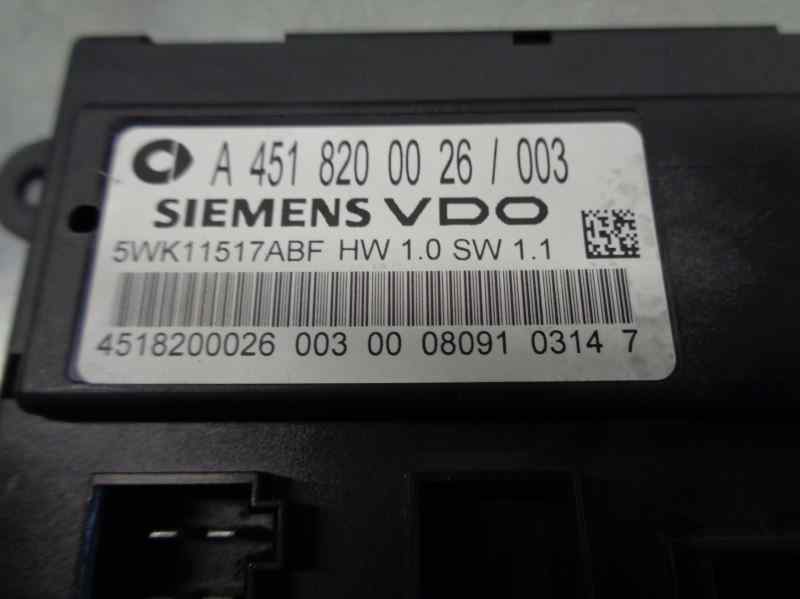 A 451 820 00 26 / 003
SIEMENS VDO
5WK11517ABF HW 1.0 SW 1.1
4518200026 003 00 08091 0314 7